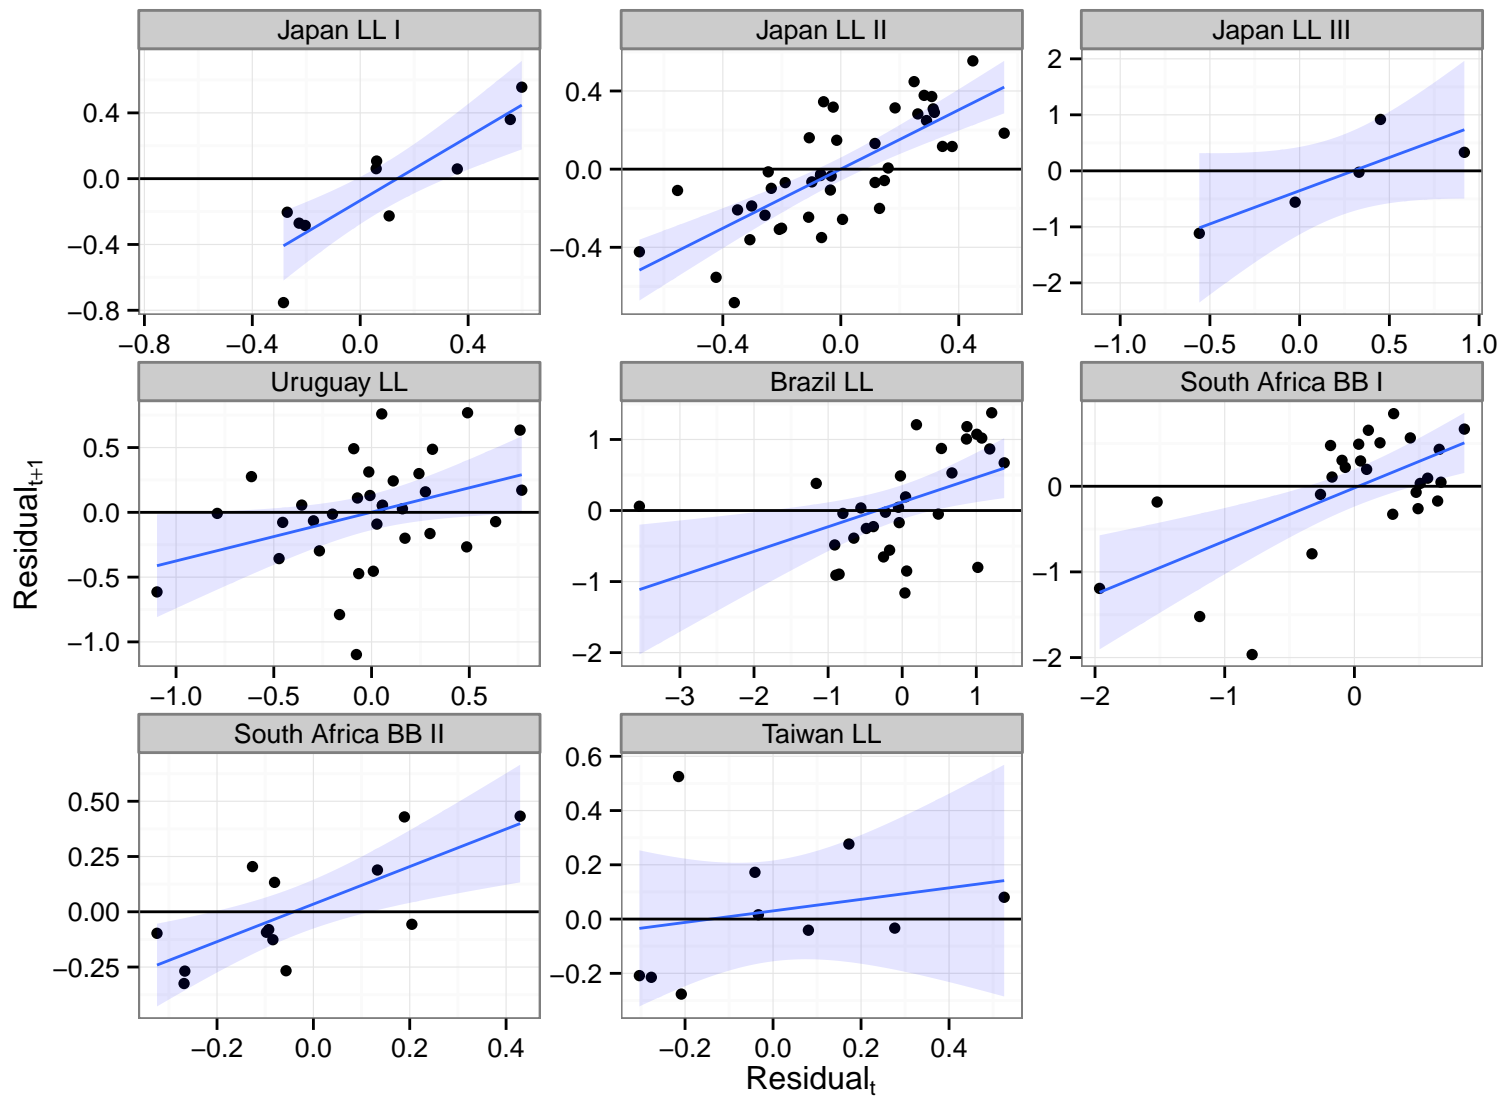 Japan LL I Japan LL II Japan LL III
0.4 0.0 −0.4 −0.8
0.4 0.0 −0.4
2 1 0 −1 −2
−0.8 −0.4 0.0 0.4 −0.4 0.0 0.4 −1.0 −0.5 0.0 0.5 1.0
Uruguay LL Brazil LL South Africa BB I
0.5 0.0 −0.5 −1.0
1 0 −1 −2
0 −1 −2
−1.0 −0.5 0.0 0.5 −3 −2 −1 0 1 −2 −1 0
South Africa BB II Taiwan LL
0.50 0.25 0.00 −0.25
0.6 0.4 0.2 0.0 −0.2
−0.2 0.0 0.2 0.4 −0.2 0.0 0.2 0.4
Residual t+1
Residual t